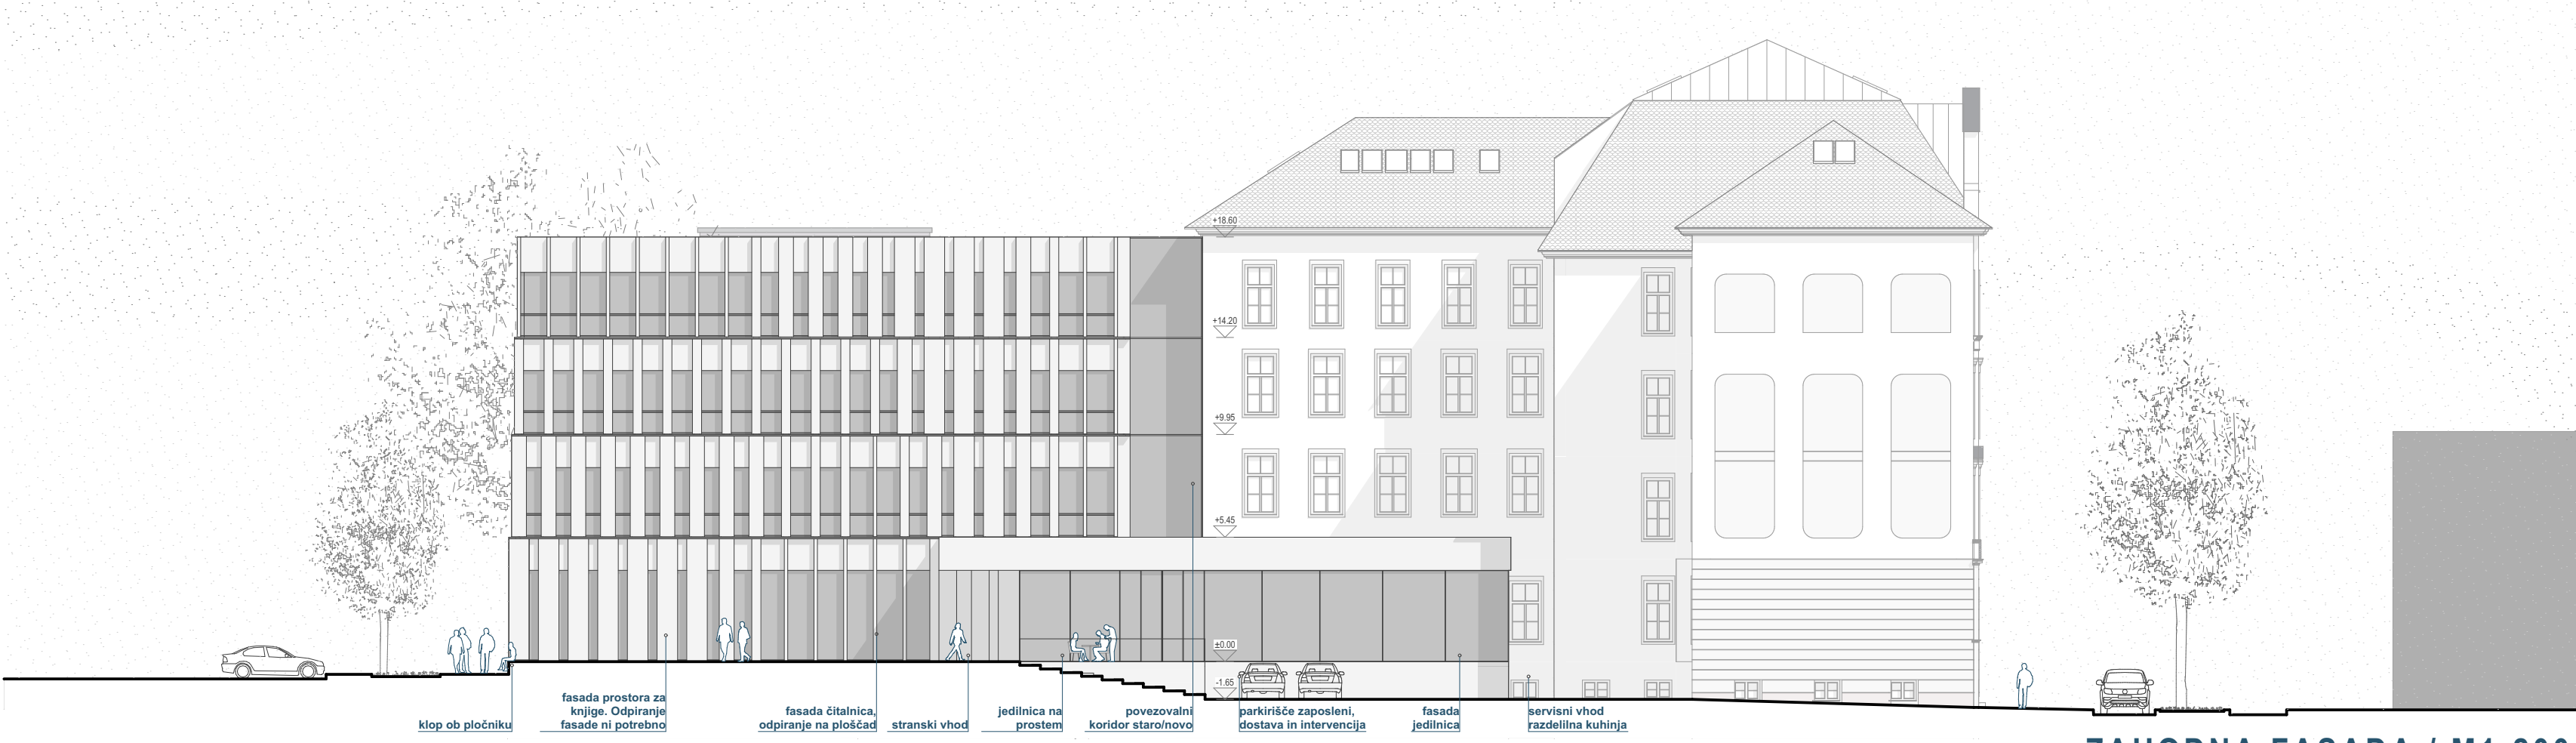 +18.60
+14.20
+9.95
+5.45
±0.00
-1.65
klop ob pločniku
fasada prostora za
knjige. Odpiranje
fasade ni potrebno
fasada čitalnica,
odpiranje na ploščad
stranski vhod
jedilnica na
prostem
povezovalni
koridor staro/novo
parkirišče zaposleni,
dostava in intervencija
fasada
jedilnica
servisni vhod
razdelilna kuhinja